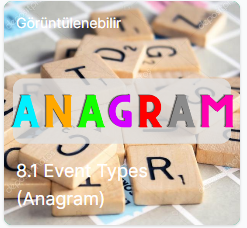 Görüntülenebilir
ANAGRAM
8.1 Event Types
(Anagram)